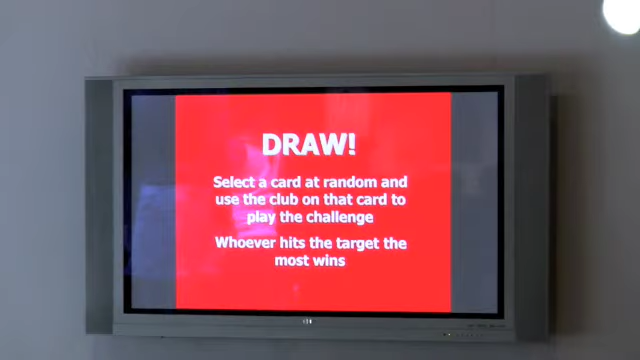 DRAW!
Select a card at random and
use the club on that card to
play the challenge
Whoever hits the target the
most wins